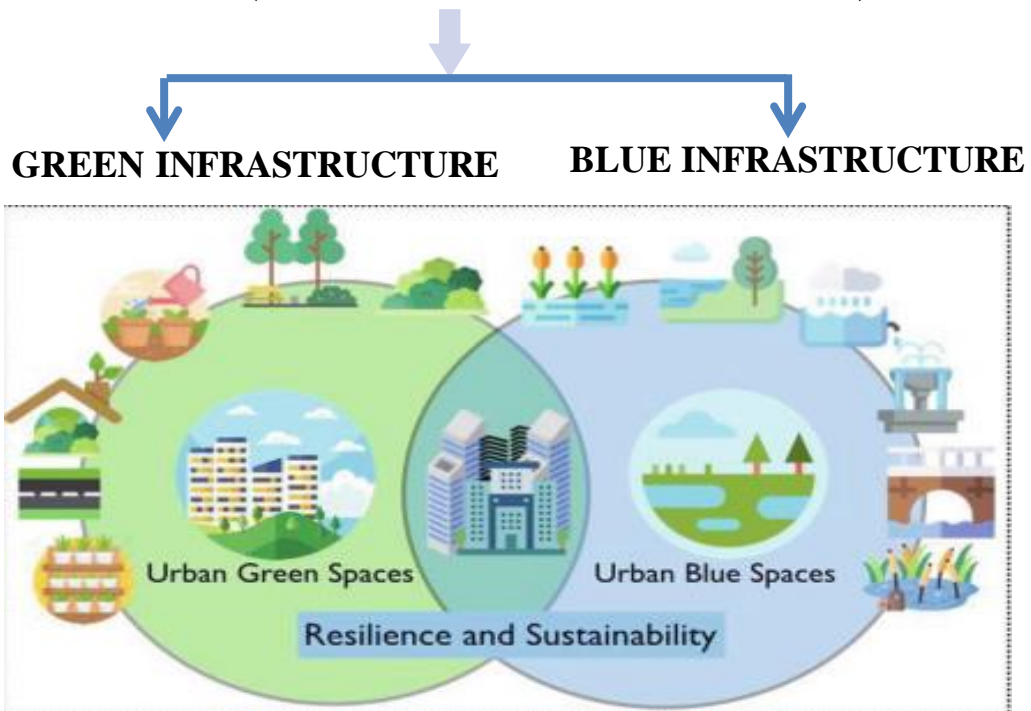 GREEN INFRASTRUCTURE
BLUE INFRASTRUCTURE
Urban Green Spaces
Urban Blue Spaces
Resilience and Sustainability